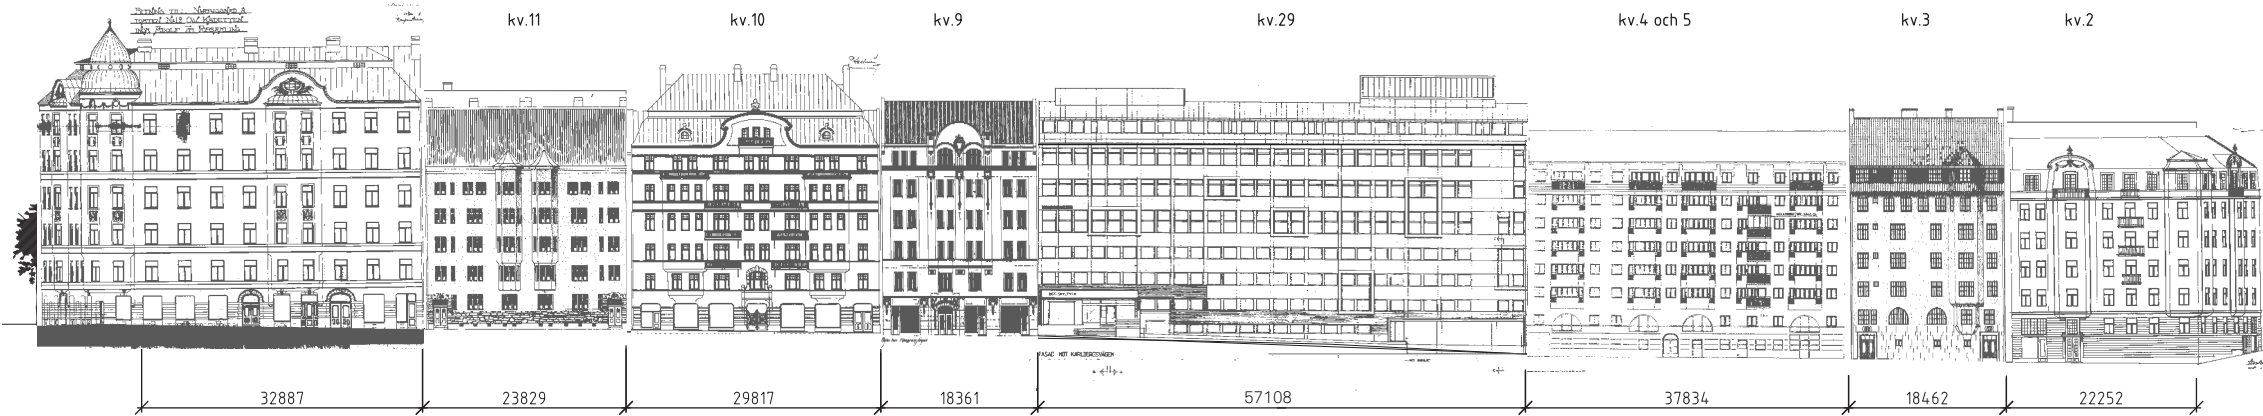 kv.11
kv.10
kv.9
kv.29
kv.4 och 5
kv.3
kv.2
FASAD MOT KARLBERGSVÄGEN
32887
23829
29817
18361
57108
37834
18462
22252